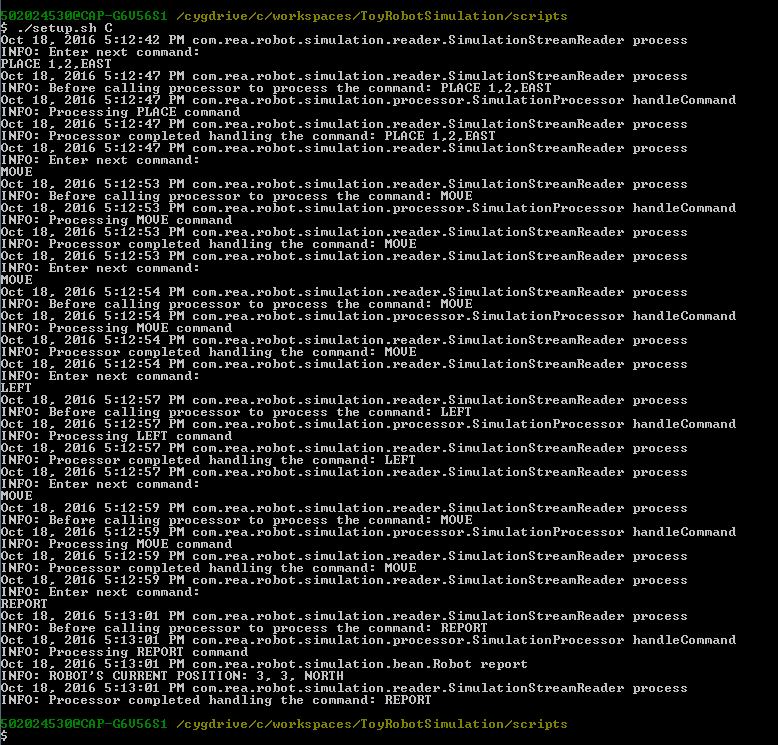 502024530@CAP-G6V56S1 /cygdrive/c/workspaces/ToyRobotSimulation/scripts
$ ./setup.sh C
Oct 18, 2016 5:12:42 PM com.rea.robot.simulation.reader.SimulationStreamReader process
INFO: Enter next command:
PLACE 1,2,EAST
Oct 18, 2016 5:12:47 PM com.rea.robot.simulation.reader.SimulationStreamReader process
INFO: Before calling processor to process the command: PLACE 1,2,EAST
Oct 18, 2016 5:12:47 PM com.rea.robot.simulation.processor.SimulationProcessor handleCommand
INFO: Processing PLACE command
Oct 18, 2016 5:12:47 PM com.rea.robot.simulation.reader.SimulationStreamReader process
INFO: Processor completed handling the command: PLACE 1,2,EAST
Oct 18, 2016 5:12:47 PM com.rea.robot.simulation.reader.SimulationStreamReader process
INFO: Enter next command:
MOVE
Oct 18, 2016 5:12:53 PM com.rea.robot.simulation.reader.SimulationStreamReader process
INFO: Before calling processor to process the command: MOVE
Oct 18, 2016 5:12:53 PM com.rea.robot.simulation.processor.SimulationProcessor handleCommand
INFO: Processing MOVE command
Oct 18, 2016 5:12:53 PM com.rea.robot.simulation.reader.SimulationStreamReader process
INFO: Processor completed handling the command: MOVE
Oct 18, 2016 5:12:53 PM com.rea.robot.simulation.reader.SimulationStreamReader process
INFO: Enter next command:
MOVE
Oct 18, 2016 5:12:54 PM com.rea.robot.simulation.reader.SimulationStreamReader process
INFO: Before calling processor to process the command: MOVE
Oct 18, 2016 5:12:54 PM com.rea.robot.simulation.processor.SimulationProcessor handleCommand
INFO: Processing MOVE command
Oct 18, 2016 5:12:54 PM com.rea.robot.simulation.reader.SimulationStreamReader process
INFO: Processor completed handling the command: MOVE
Oct 18, 2016 5:12:54 PM com.rea.robot.simulation.reader.SimulationStreamReader process
INFO: Enter next command:
LEFT
Oct 18, 2016 5:12:57 PM com.rea.robot.simulation.reader.SimulationStreamReader process
INFO: Before calling processor to process the command: LEFT
Oct 18, 2016 5:12:57 PM com.rea.robot.simulation.processor.SimulationProcessor handleCommand
INFO: Processing LEFT command
Oct 18, 2016 5:12:57 PM com.rea.robot.simulation.reader.SimulationStreamReader process
INFO: Processor completed handling the command: LEFT
Oct 18, 2016 5:12:57 PM com.rea.robot.simulation.reader.SimulationStreamReader process
INFO: Enter next command:
MOVE
Oct 18, 2016 5:12:59 PM com.rea.robot.simulation.reader.SimulationStreamReader process
INFO: Before calling processor to process the command: MOVE
Oct 18, 2016 5:12:59 PM com.rea.robot.simulation.processor.SimulationProcessor handleCommand
INFO: Processing MOVE command
Oct 18, 2016 5:12:59 PM com.rea.robot.simulation.reader.SimulationStreamReader process
INFO: Processor completed handling the command: MOVE
Oct 18, 2016 5:12:59 PM com.rea.robot.simulation.reader.SimulationStreamReader process
INFO: Enter next command:
REPORT
Oct 18, 2016 5:13:01 PM com.rea.robot.simulation.reader.SimulationStreamReader process
INFO: Before calling processor to process the command: REPORT
Oct 18, 2016 5:13:01 PM com.rea.robot.simulation.processor.SimulationProcessor handleCommand
INFO: Processing REPORT command
Oct 18, 2016 5:13:01 PM com.rea.robot.simulation.bean.Robot report
INFO: ROBOT'S CURRENT POSITION: 3, 3, NORTH
Oct 18, 2016 5:13:01 PM com.rea.robot.simulation.reader.SimulationStreamReader process
INFO: Processor completed handling the command: REPORT
502024530@CAP-G6V56S1 /cygdrive/c/workspaces/ToyRobotSimulation/scripts
$